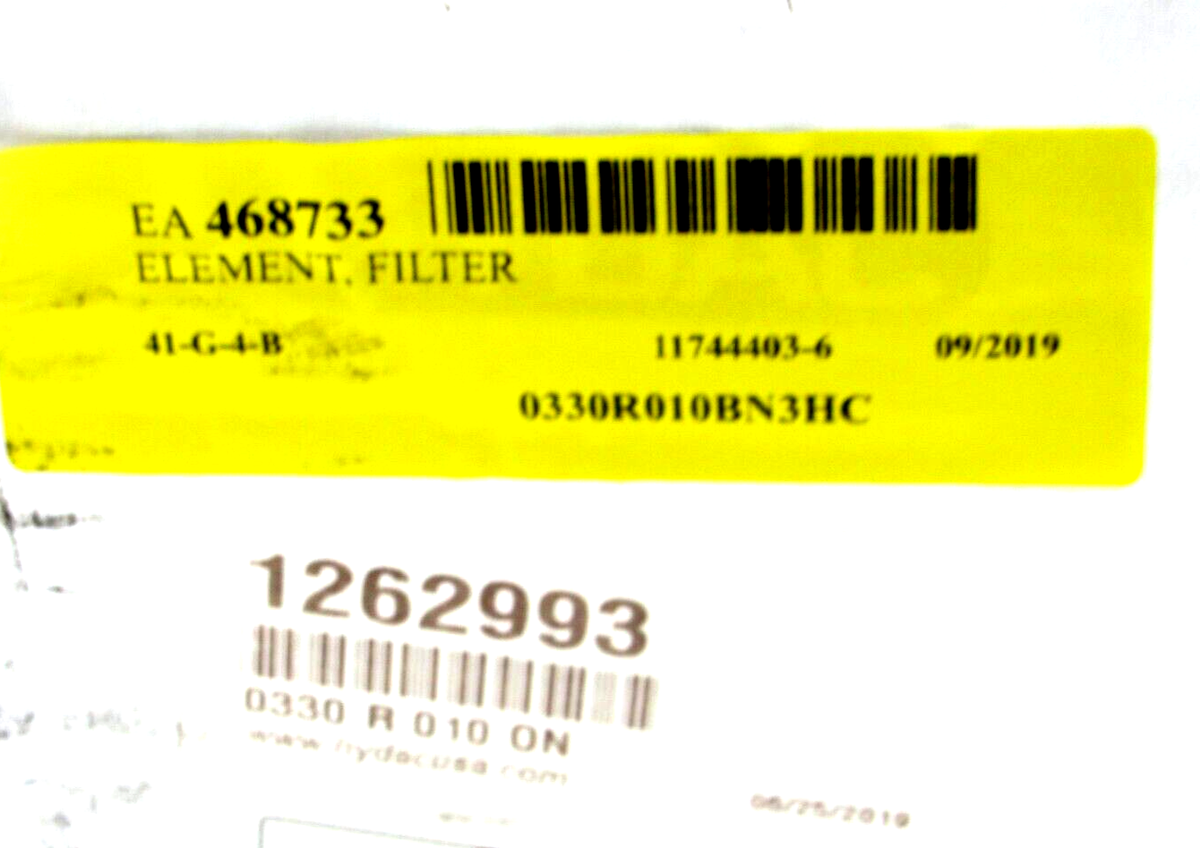 EA 468733
ELEMENT, FILTER
41-G-4-B 11744403-6 09/2019
0330R010BN3HC
1262993
0330 R 010 ON
www.hydacusa.com
06/25/2019